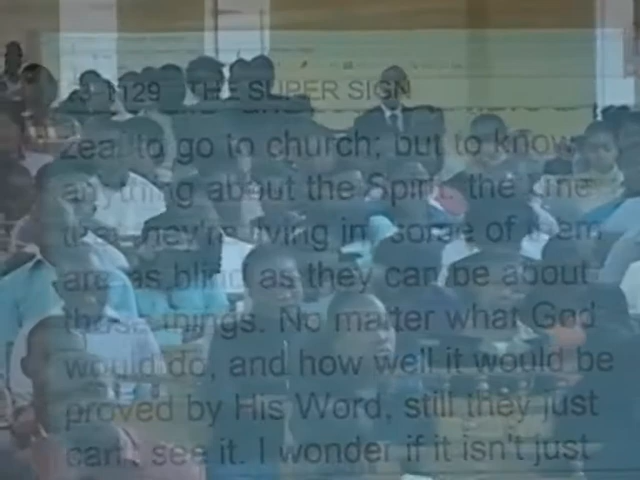 63-1129 THE SUPER SIGN
zeal to go to church; but to know
anything about the Spirit, the time
that they're living in, some of them
are as blind as they can be about
those things. No matter what God
would do, and how well it would be
proved by His Word, still they just
can't see it. I wonder if it isn't just